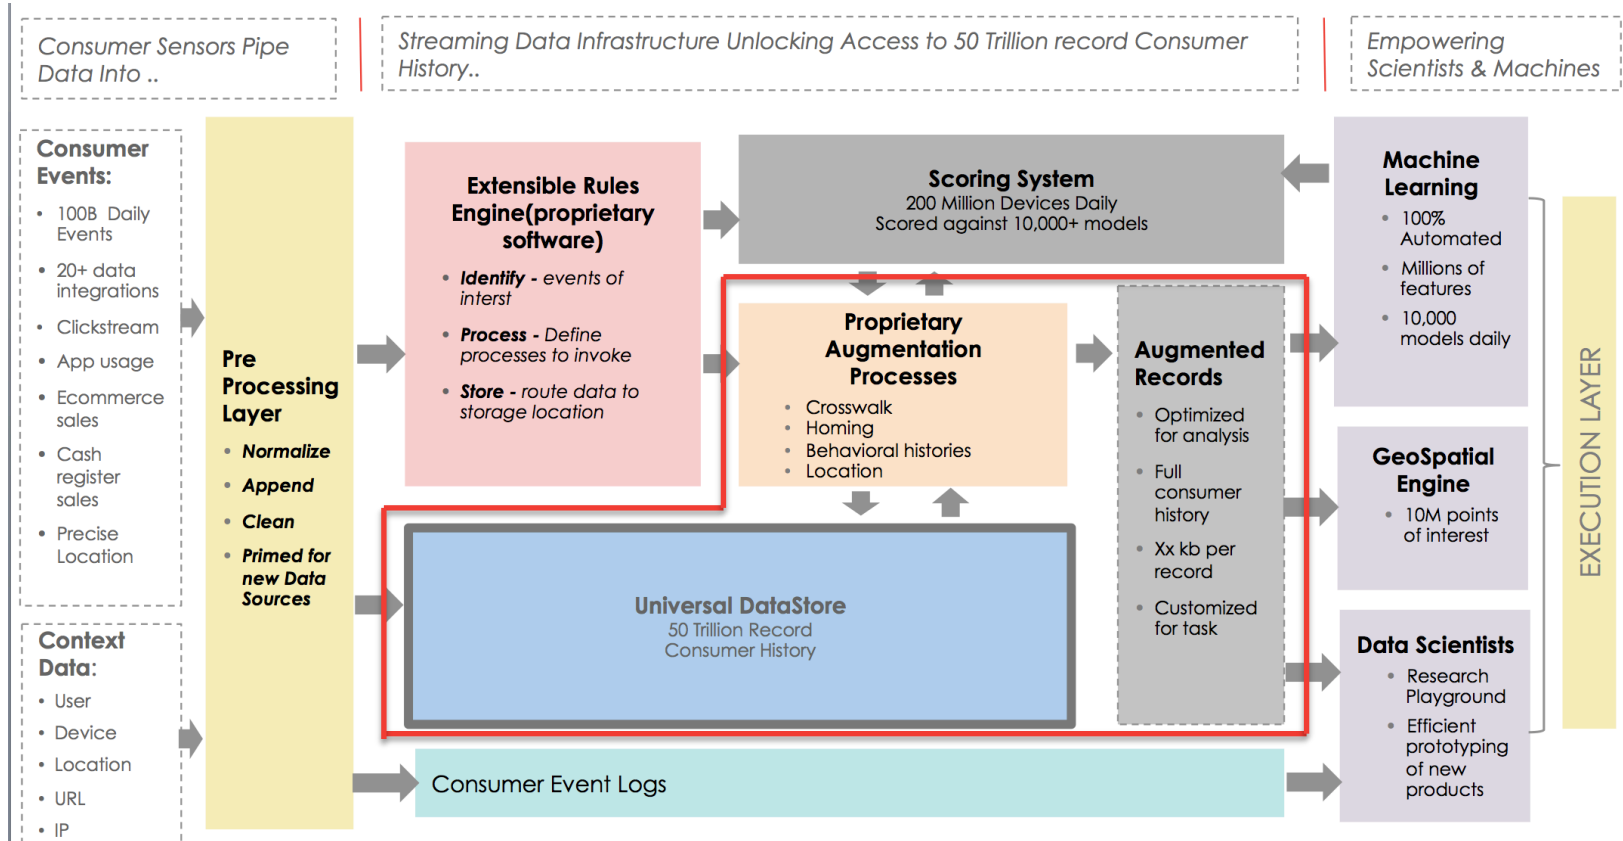 Consumer Sensors Pipe
Data Into ..
Streaming Data Infrastructure Unlocking Access to 50 Trillion record Consumer
History..
Empowering
Scientists & Machines
Consumer
Events:
• 100B Daily
Events
• 20+ data
integrations
• Clickstream
• App usage
• Ecommerce
sales
• Cash
register
sales
• Precise
Location
Context
Data:
• User
• Device
• Location
• URL
• IP
Pre
Processing
Layer
• Normalize
• Append
• Clean
• Primed for
new Data
Sources
Extensible Rules
Engine(proprietary
software)
• Identify - events of
interst
• Process - Define
processes to invoke
• Store - route data to
storage location
Scoring System
200 Million Devices Daily
Scored against 10,000+ models
Proprietary
Augmentation
Processes
• Crosswalk
• Homing
• Behavioral histories
• Location
Universal DataStore
50 Trillion Record
Consumer History
Augmented
Records
• Optimized
for analysis
• Full
consumer
history
• Xx kb per
record
• Customized
for task
Consumer Event Logs
Machine
Learning
• 100%
Automated
• Millions of
features
• 10,000
models daily
GeoSpatial
Engine
• 10M points
of interest
Data Scientists
• Research
Playground
• Efficient
prototyping
of new
products
EXECUTION LAYER